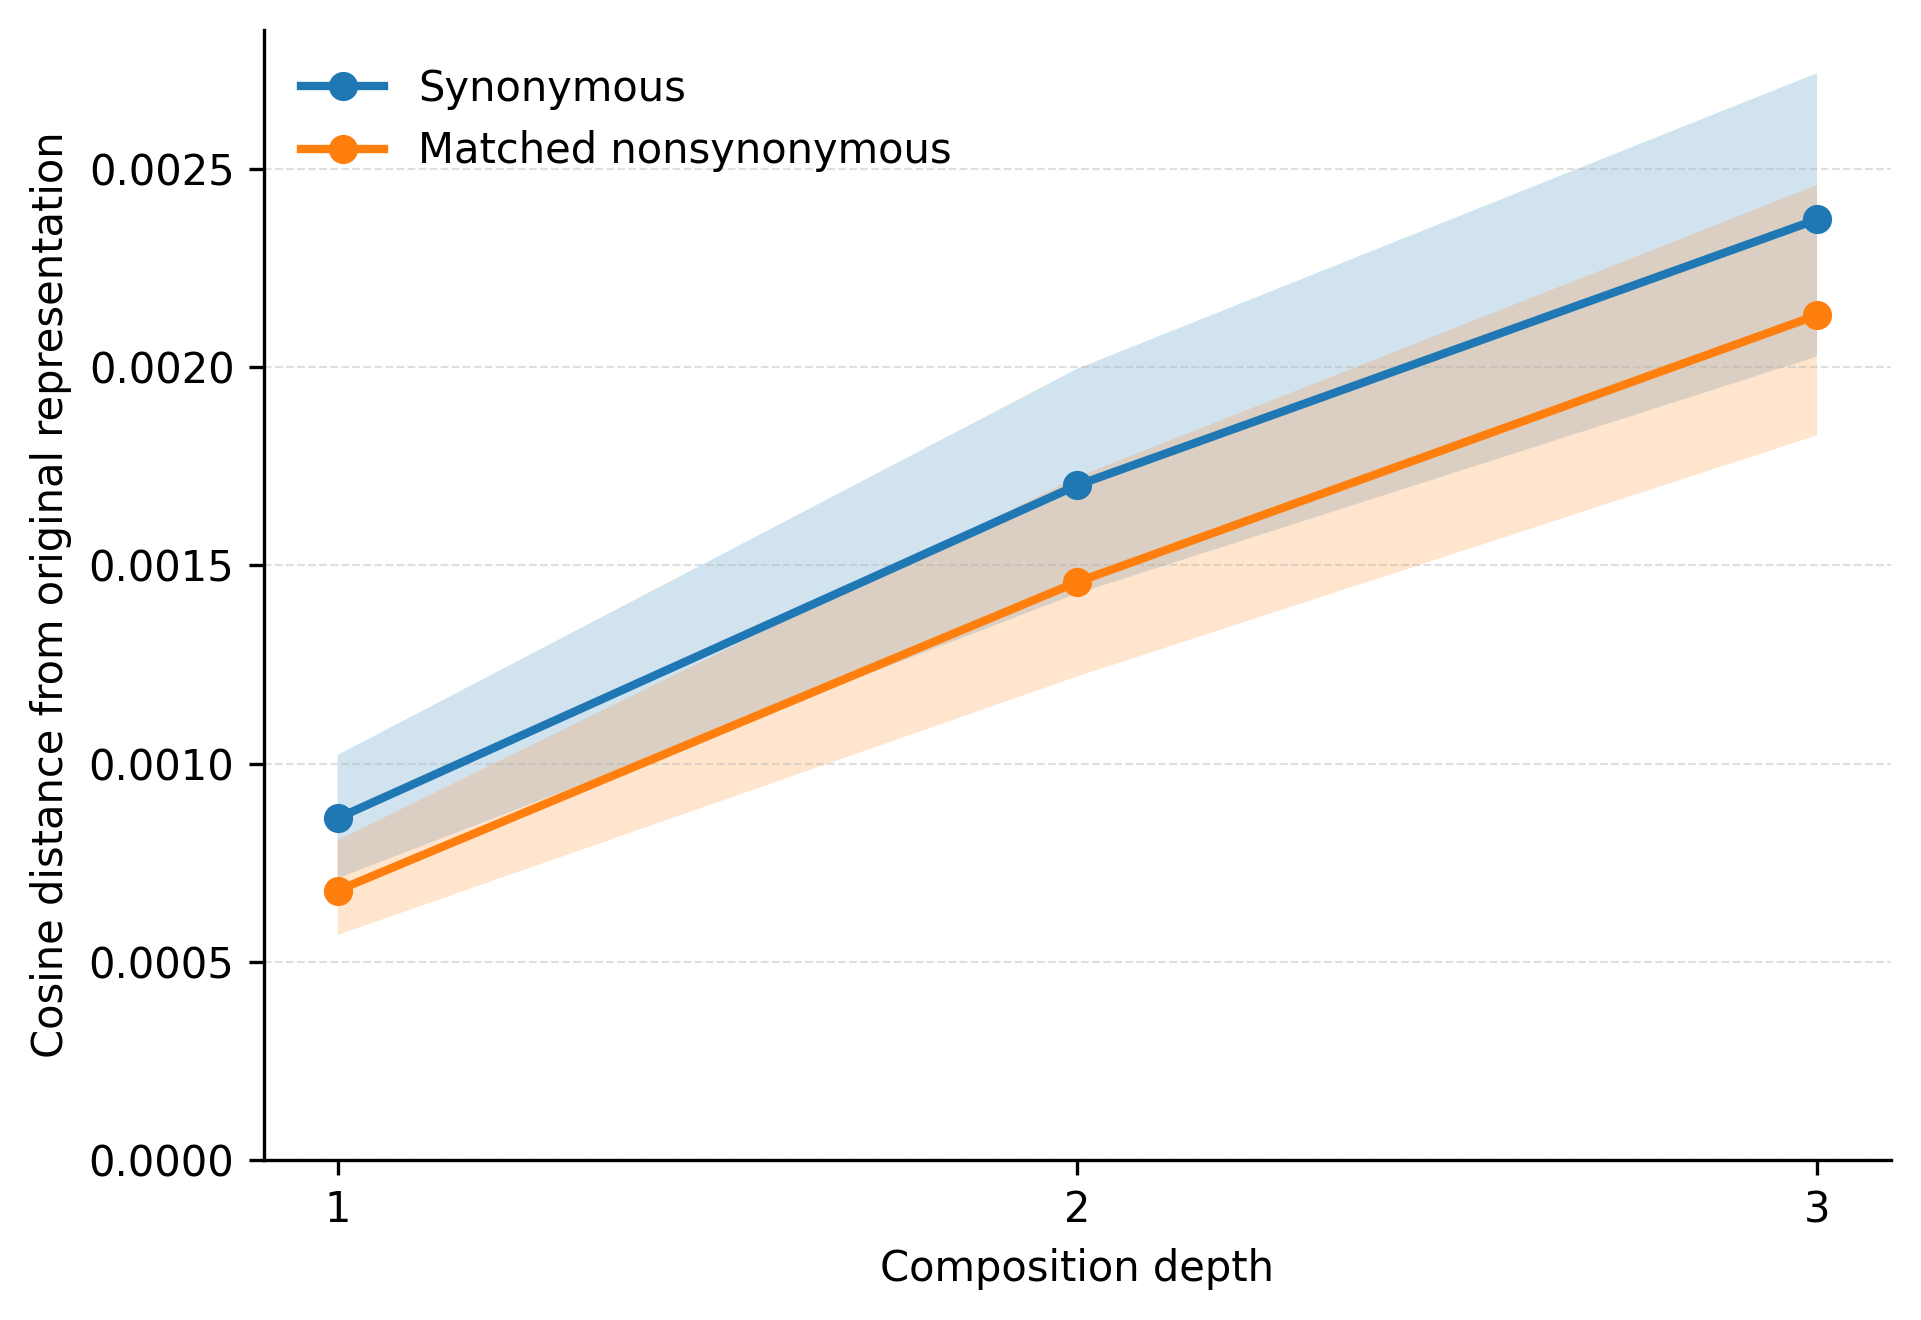 Synonymous
Matched nonsynonymous
Cosine distance from original representation
0.0025
0.0020
0.0015
0.0010
0.0005
0.0000
1 2 3
Composition depth